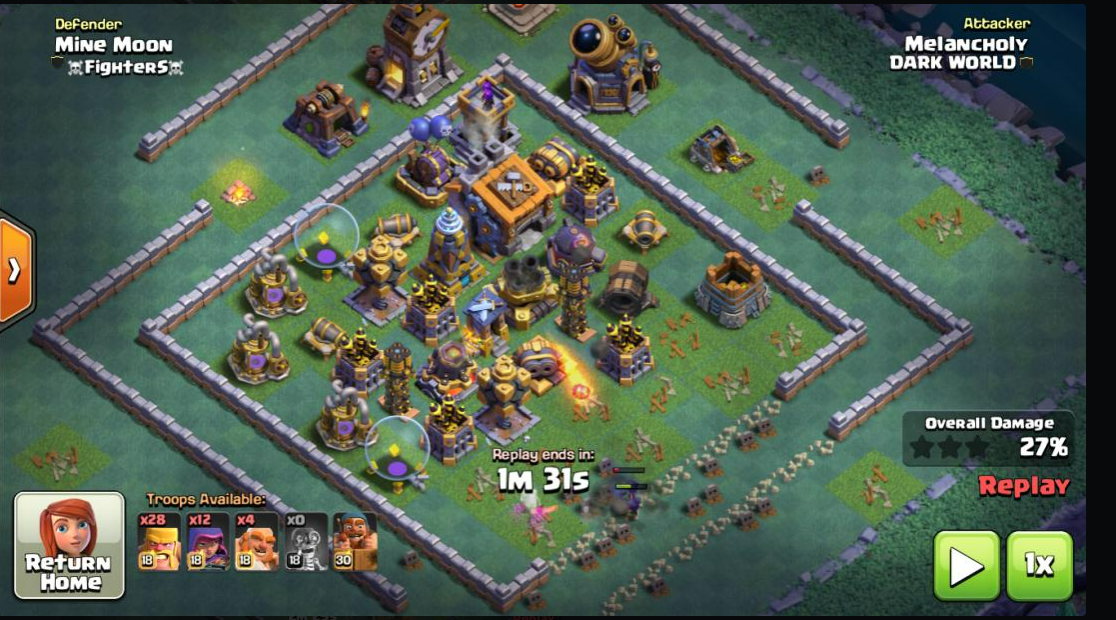 Defender
Mine Moon
☠FighterS☠
Attacker
Melancholy
DARK WORLD
Overall Damage
27%
Replay
Replay ends in:
1m 31s
Troops Available:
x28 x12 x4 x0
18 18 18 18 30
Return
Home
1x